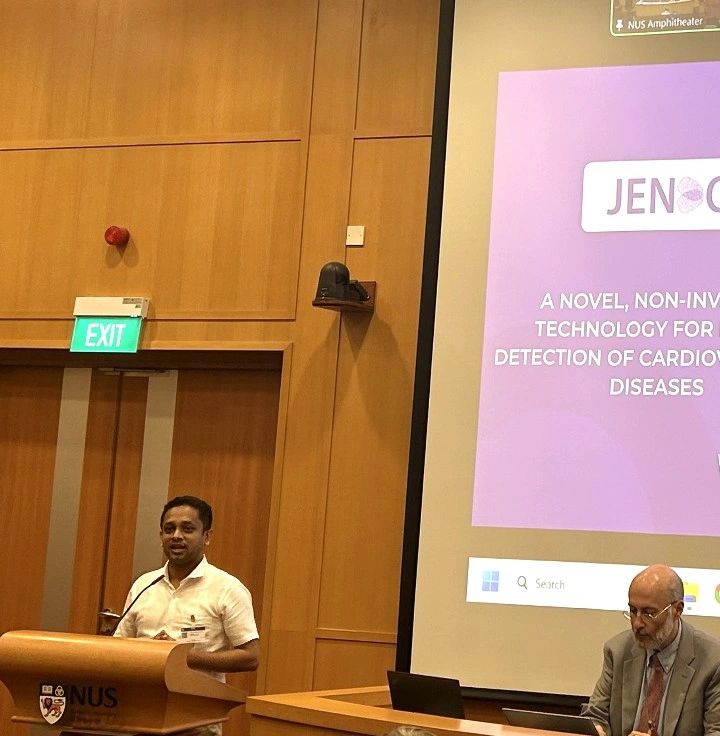 NUS Amphitheater
JEN
A NOVEL, NON-INV
TECHNOLOGY FOR
DETECTION OF CARDIOV
DISEASES
EXIT
Search
NUS